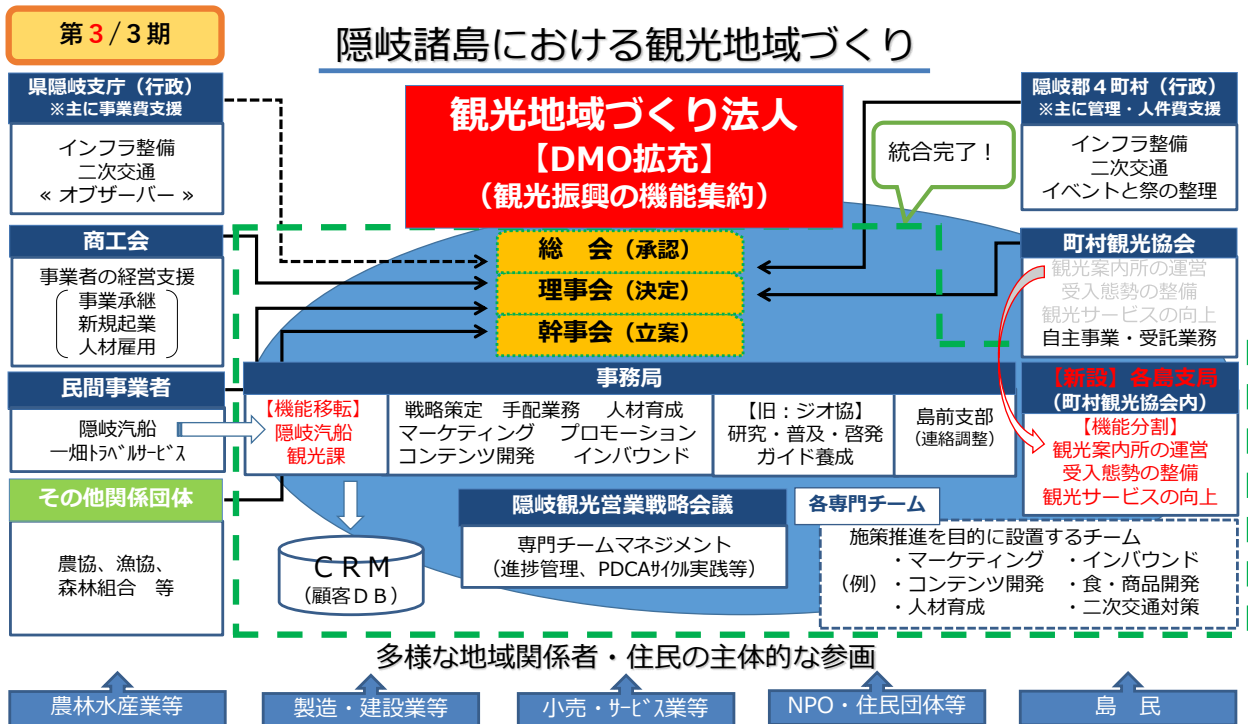 第3/3期
隠岐諸島における観光地域づくり
県隠岐支庁（行政）
※主に事業費支援
インフラ整備
二次交通
« オブザーバー »
観光地域づくり法人
【DMO拡充】
（観光振興の機能集約）
統合完了！
隠岐郡４町村（行政）
※主に管理・人件費支援
インフラ整備
二次交通
イベントと祭の整理
商工会
事業者の経営支援
事業承継
新規起業
人材雇用
総　会（承認）
理事会（決定）
幹事会（立案）
町村観光協会
観光案内所の運営
受入態勢の整備
観光サービスの向上
自主事業・受託業務
民間事業者
隠岐汽船
一畑ﾄﾗﾍﾞﾙｻｰﾋﾞｽ
事務局
【機能移転】
隠岐汽船
観光課
戦略策定　手配業務　人材育成
マーケティング　プロモーション
コンテンツ開発　インバウンド
【旧：ジオ協】
研究・普及・啓発
ガイド養成
島前支部
（連絡調整）
【新設】各島支局
（町村観光協会内）
【機能分割】
観光案内所の運営
受入態勢の整備
観光サービスの向上
その他関係団体
農協、漁協、
森林組合　等
ＣＲＭ
（顧客ＤＢ）
隠岐観光営業戦略会議
専門チームマネジメント
（進捗管理、PDCAｻｲｸﾙ実践等）
各専門チーム
施策推進を目的に設置するチーム
・マーケティング　・インバウンド
（例）・コンテンツ開発　・食・商品開発
・人材育成　・二次交通対策
多様な地域関係者・住民の主体的な参画
農林水産業等
製造・建設業等
小売・ｻｰﾋﾞｽ業等
NPO・住民団体等
島　民